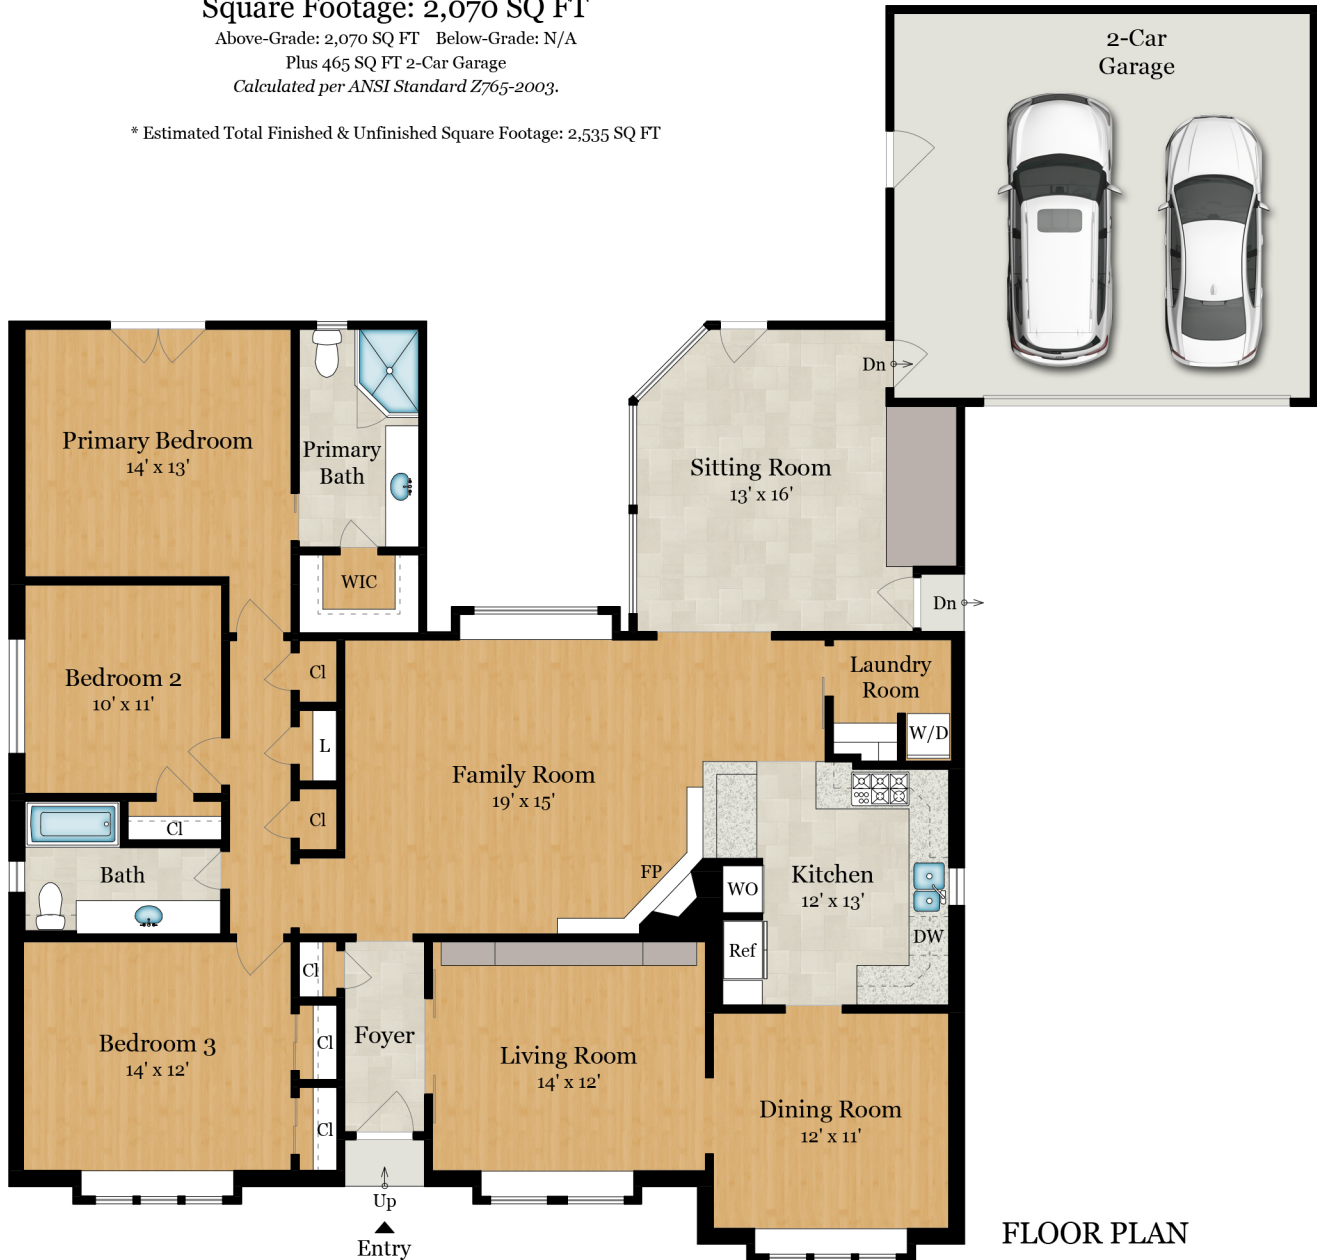 Square Footage: 2,070 SQ FT
Above-Grade: 2,070 SQ FT Below-Grade: N/A
Plus 465 SQ FT 2-Car Garage
Calculated per ANSI Standard Z765-2003.
* Estimated Total Finished & Unfinished Square Footage: 2,535 SQ FT
2-Car
Garage
Dn
Primary Bedroom
14' x 13'
Primary
Bath
Sitting Room
13' x 16'
WIC
Dn
Bedroom 2
10' x 11'
Cl
Laundry
Room
L
W/D
Family Room
19' x 15'
Cl
Cl
Bath
FP
Kitchen
12' x 13'
WO
DW
Ref
Cl
Cl
Foyer
Bedroom 3
14' x 12'
Living Room
14' x 12'
Cl
Dining Room
12' x 11'
Up
Entry
FLOOR PLAN